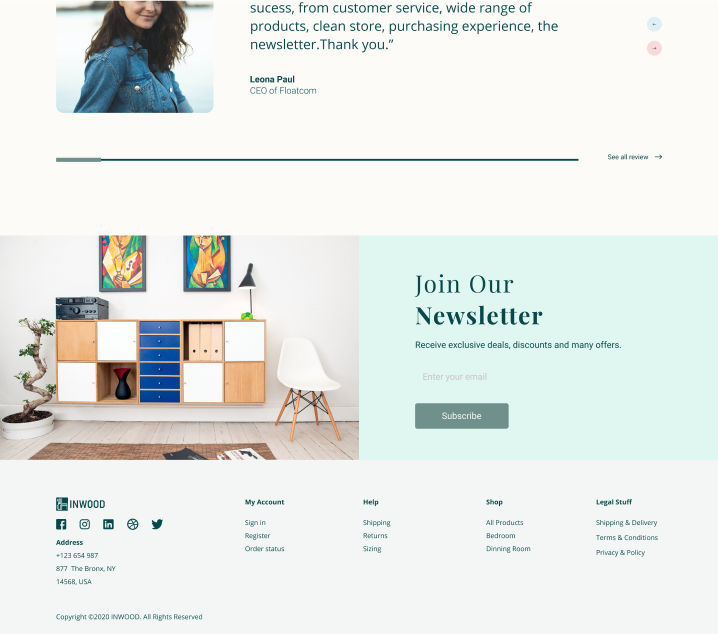 sucess, from customer service, wide range of
products, clean store, purchasing experience, the
newsletter.Thank you.”
Leona Paul
CEO of Floatcom
See all review
Join Our
Newsletter
Receive exclusive deals, discounts and many offers.
Enter your email
Subscribe
INWOOD
Address
+123 654 987
877 The Bronx, NY
14568, USA
My Account
Sign in
Register
Order status
Help
Shipping
Returns
Sizing
Shop
All Products
Bedroom
Dinning Room
Legal Stuff
Shipping & Delivery
Terms & Conditions
Privacy & Policy
Copyright ©2020 INWOOD. All Rights Reserved